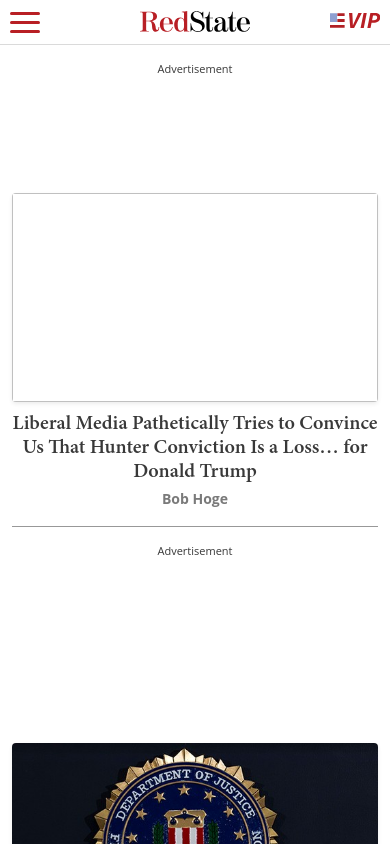 RedState
VIP
Advertisement
Liberal Media Pathetically Tries to Convince
Us That Hunter Conviction Is a Loss… for
Donald Trump
Bob Hoge
Advertisement
DEPARTMENT OF JUSTICE